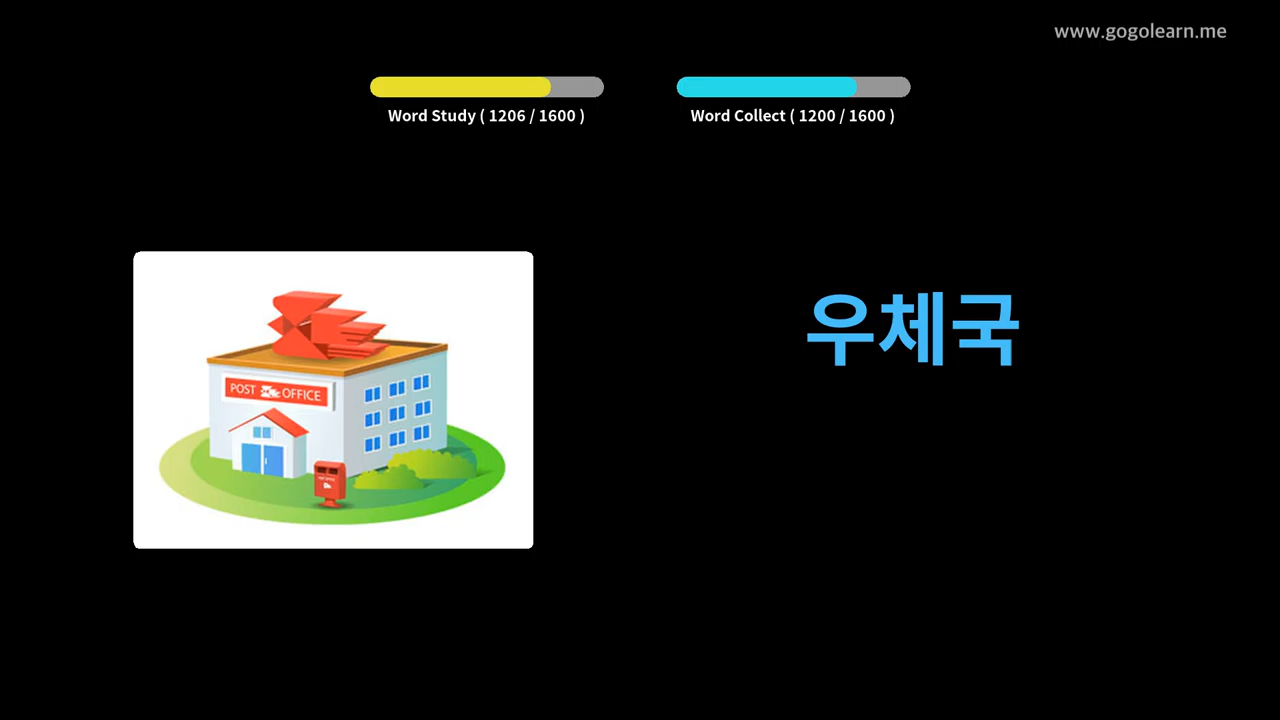 www.gogolearn.me
Word Study ( 1206 / 1600 )
Word Collect ( 1200 / 1600 )
우체국
POST OFFICE